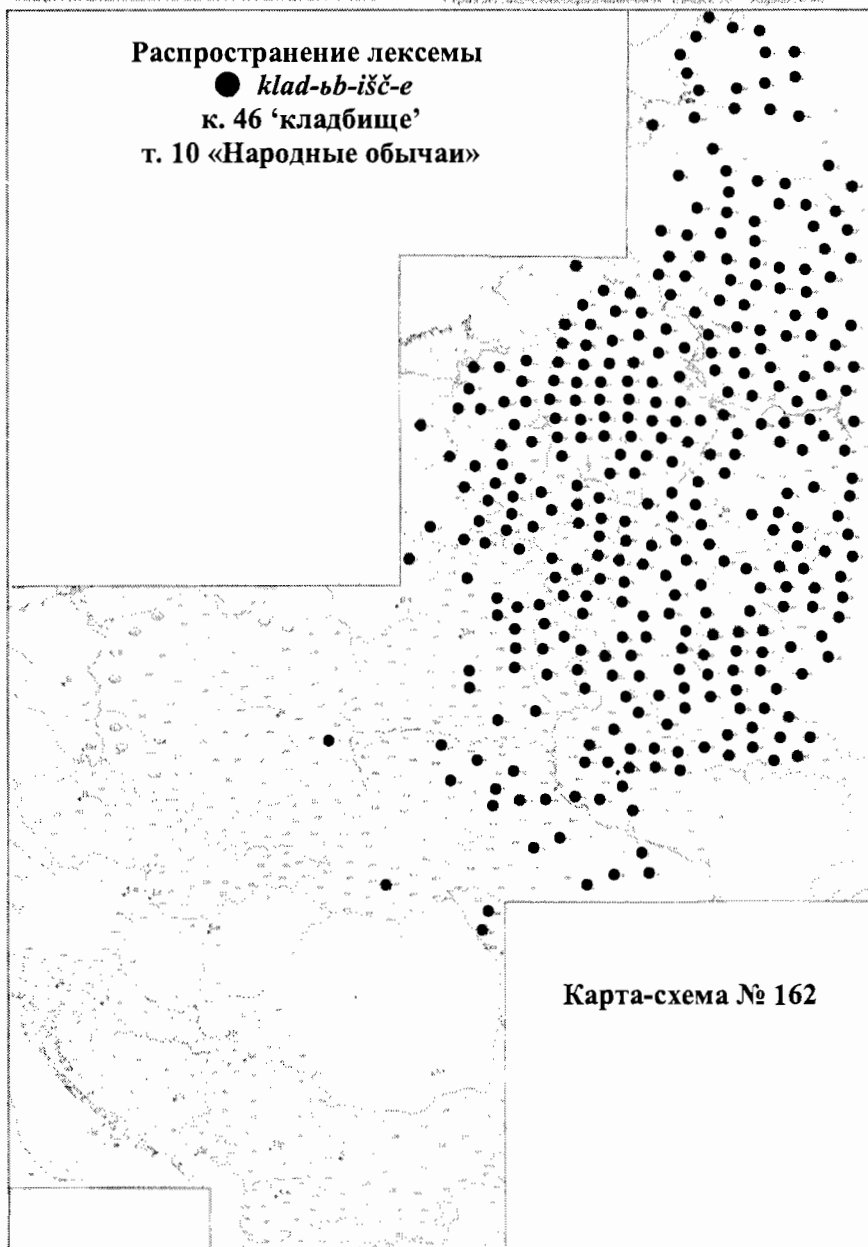 Распространение лексемы
● klad-ьb-išč-e
к. 46 ‘кладбище’
т. 10 «Народные обычаи»
Карта-схема № 162